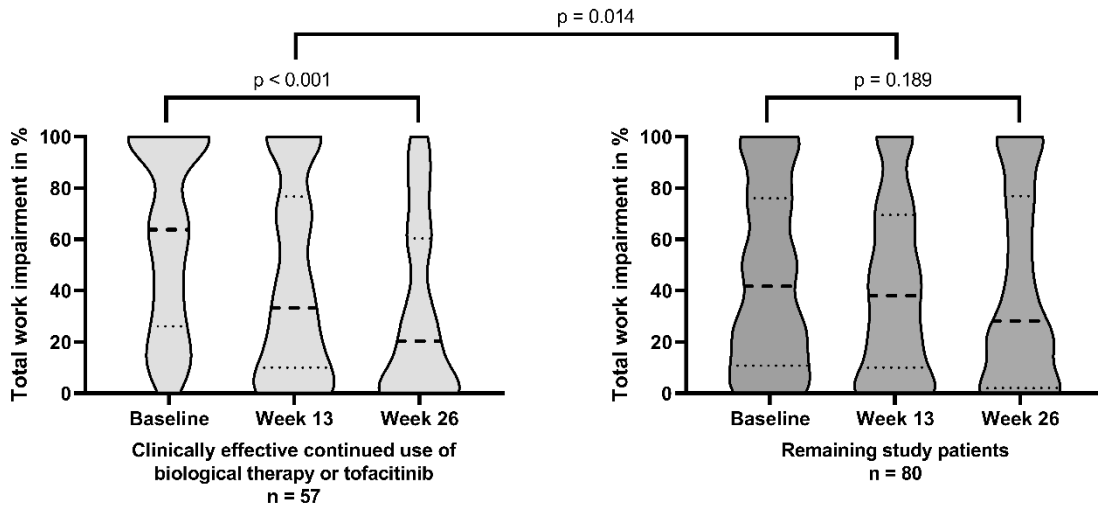 p = 0.014
p < 0.001
p = 0.189
Total work impairment in %
100
80
60
40
20
0
Baseline
Week 13
Week 26
Clinically effective continued use of
biological therapy or tofacitinib
n = 57
Total work impairment in %
100
80
60
40
20
0
Baseline
Week 13
Week 26
Remaining study patients
n = 80